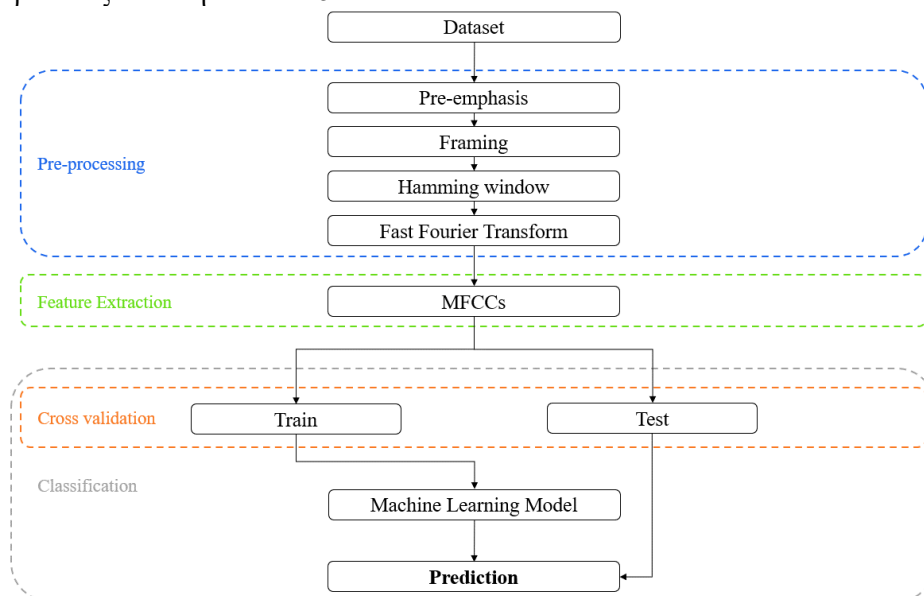 Dataset
Pre-emphasis
Framing
Pre-processing
Hamming window
Fast Fourier Transform
Feature Extraction
MFCCs
Cross validation
Train
Test
Classification
Machine Learning Model
Prediction